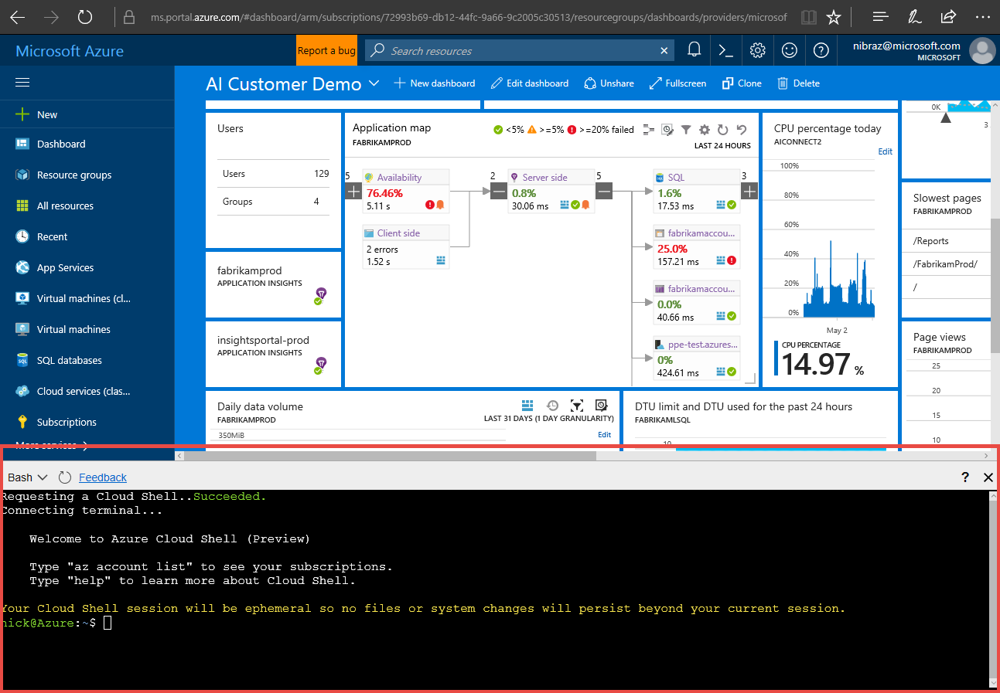 ms.portal.azure.com/#dashboard/arm/subscriptions/72993b69-db12-44fc-9a66-9c2005c30513/resourcegroups/dashboards/providers/microsof
Microsoft Azure
Report a bug
Search resources
nibraz@microsoft.com
MICROSOFT
AI Customer Demo
New dashboard
Edit dashboard
Unshare
Fullscreen
Clone
Delete
New
Dashboard
Resource groups
All resources
Recent
App Services
Virtual machines (cl...
Virtual machines
SQL databases
Cloud services (clas...
Subscriptions
More services
Users
Users 129
Groups 4
fabrikamprod
APPLICATION INSIGHTS
insightsportal-prod
APPLICATION INSIGHTS
Application map
FABRIKAMPROD
<5% >=5% >=20% failed
LAST 24 HOURS
5
Availability
76.46%
5.11 s
Client side
2 errors
1.52 s
2
Server side
0.8%
30.06 ms
5
SQL
1.6%
17.53 ms
3
fabrikamaccou...
25.0%
157.21 ms
fabrikamaccou...
0.0%
40.66 ms
ppe-test.azures...
0%
424.61 ms
CPU percentage today
AICONNECT2
Edit
100%
80%
60%
40%
20%
0%
May 2
CPU PERCENTAGE
14.97 %
0K
3
Slowest pages
FABRIKAMPROD
/Reports
/FabrikamProd/
/
Page views
FABRIKAMPROD
25
20
15
10
Daily data volume
FABRIKAMPROD
LAST 31 DAYS (1 DAY GRANULARITY)
Edit
350MiB
DTU limit and DTU used for the past 24 hours
FABRIKAMLSQL
10
Bash
Feedback
?
Requesting a Cloud Shell..Succeeded.
Connecting terminal...
Welcome to Azure Cloud Shell (Preview)
Type "az account list" to see your subscriptions.
Type "help" to learn more about Cloud Shell.
Your Cloud Shell session will be ephemeral so no files or system changes will persist beyond your current session.
nick@Azure:~$